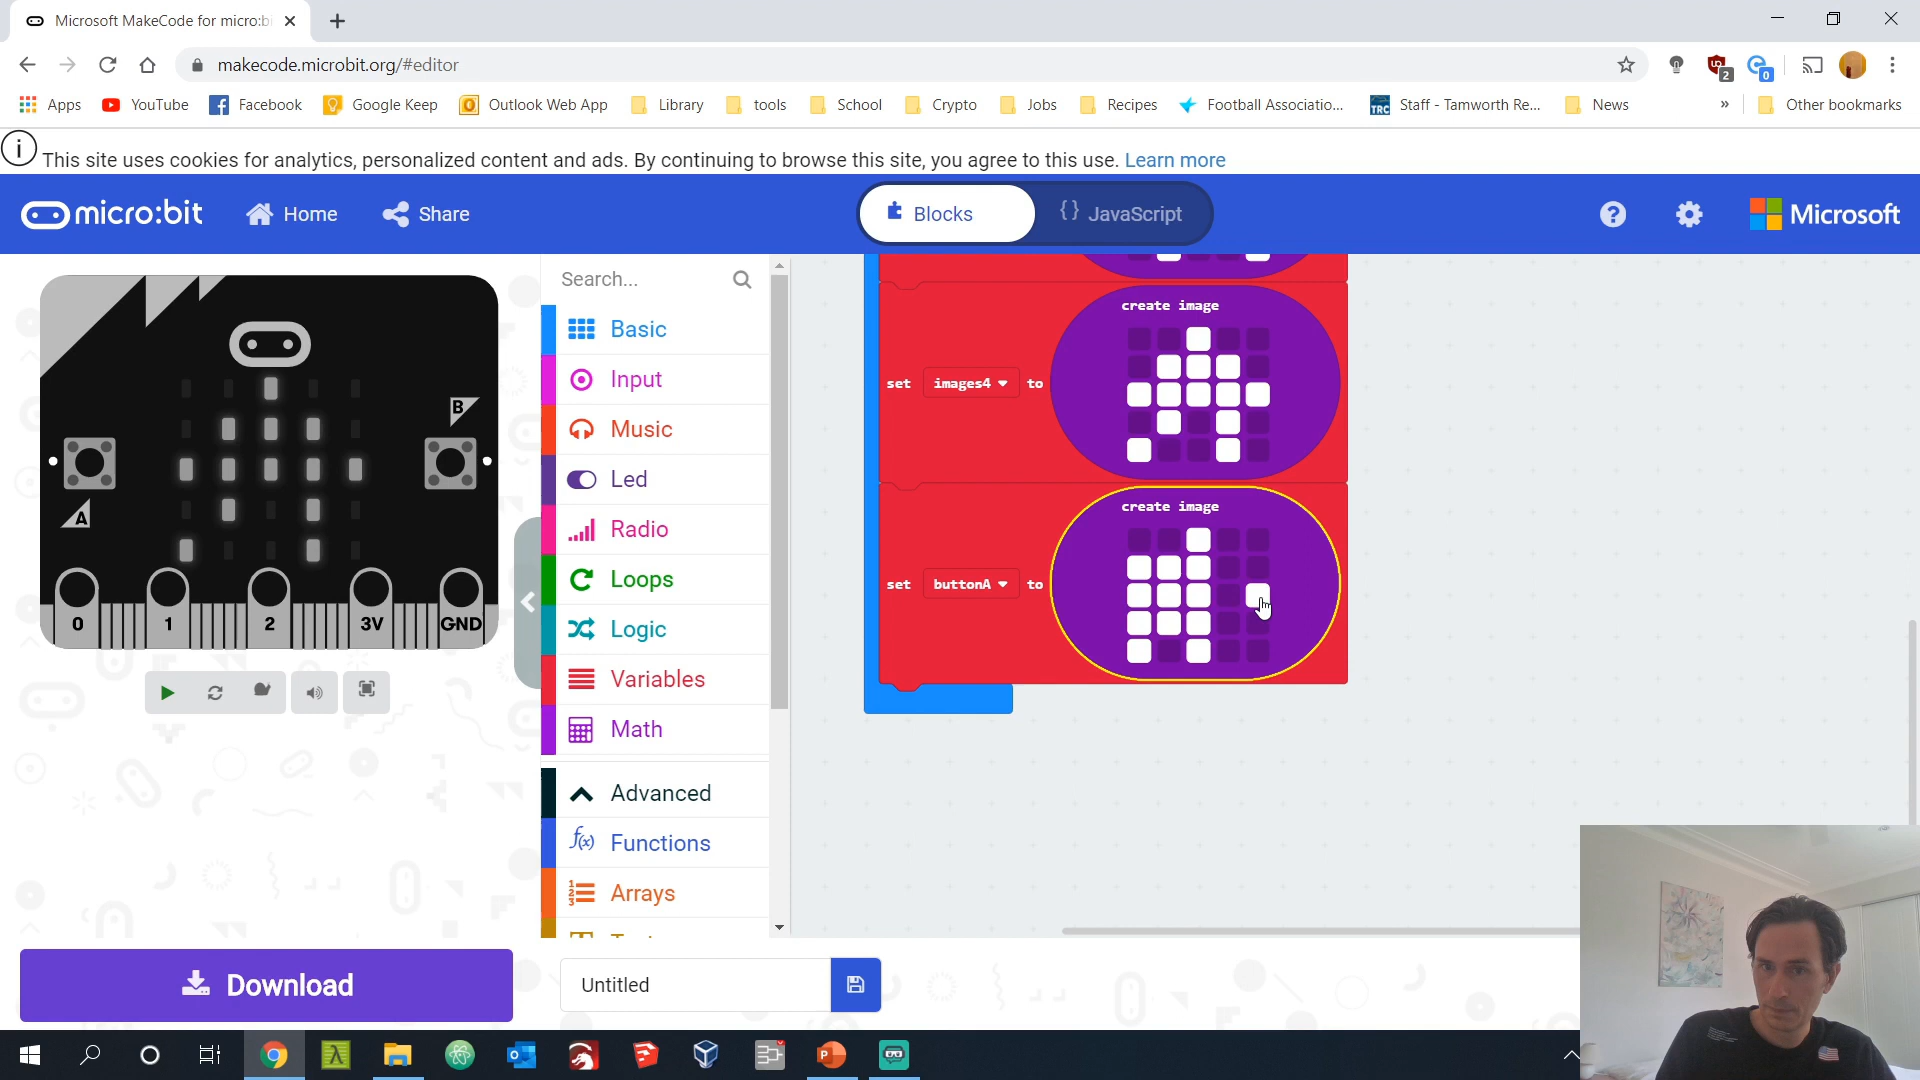 Microsoft MakeCode for micro:bi
makecode.microbit.org/#editor
2
0
Apps
YouTube
Facebook
Google Keep
Outlook Web App
Library
tools
School
Crypto
Jobs
Recipes
Football Associatio...
TRC
Staff - Tamworth Re...
News
»
Other bookmarks
This site uses cookies for analytics, personalized content and ads. By continuing to browse this site, you agree to this use. Learn more
micro:bit
Home
Share
Blocks
{} JavaScript
Microsoft
Search...
Basic
Input
Music
Led
Radio
Loops
Logic
Variables
Math
Advanced
f(x) Functions
Arrays
B
A
0
1
2
3V
GND
create image
set images4 to
create image
set buttonA to
Download
Untitled